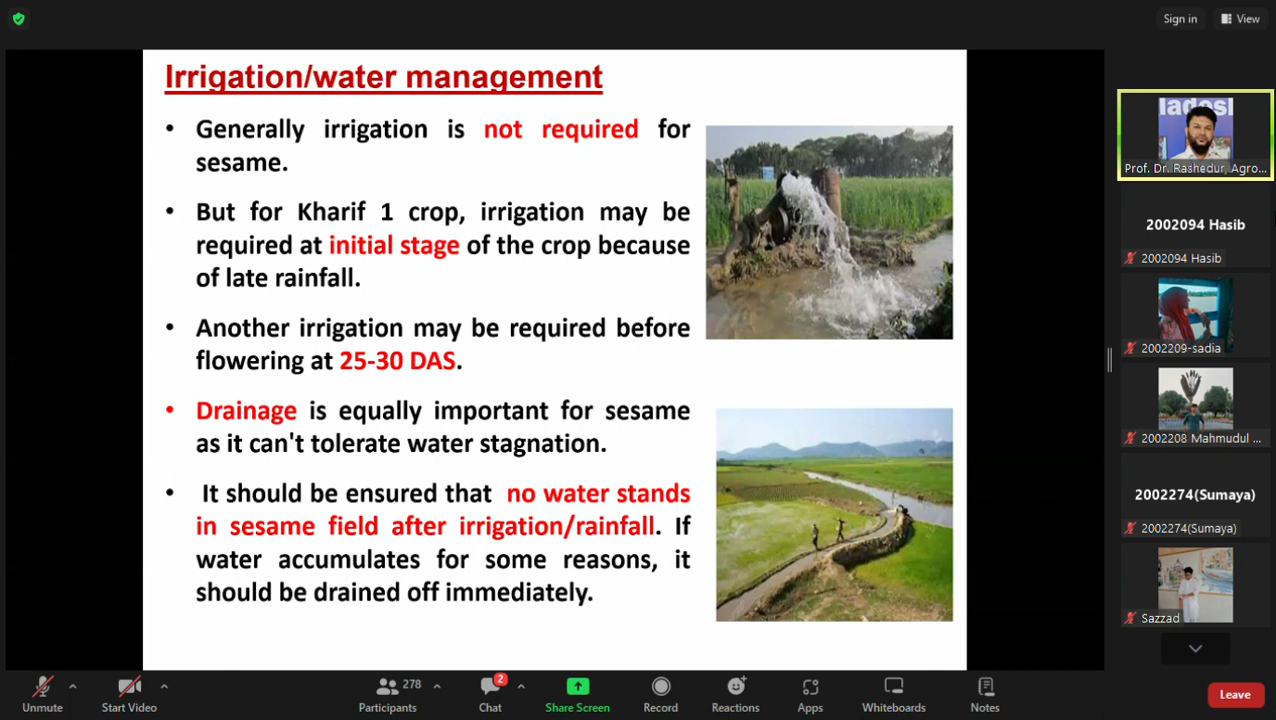 Sign in
View
Irrigation/water management
• Generally irrigation is not required for
sesame.
• But for Kharif 1 crop, irrigation may be
required at initial stage of the crop because
of late rainfall.
• Another irrigation may be required before
flowering at 25-30 DAS.
• Drainage is equally important for sesame
as it can't tolerate water stagnation.
• It should be ensured that no water stands
in sesame field after irrigation/rainfall. If
water accumulates for some reasons, it
should be drained off immediately.
Prof. Dr. Rashedur, Agro...
2002094 Hasib
2002094 Hasib
2002209-sadia
2002208 Mahmudul ...
2002274(Sumaya)
2002274(Sumaya)
Sazzad
Unmute
Start Video
278
Participants
2
Chat
Share Screen
Record
Reactions
Apps
Whiteboards
Notes
Leave